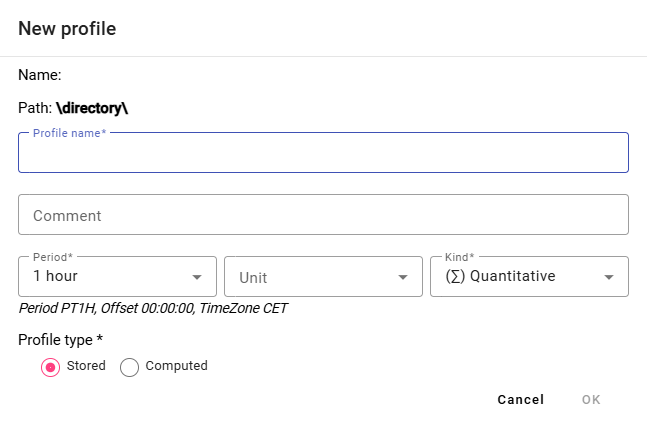 New profile
Name:
Path: \directory\
Profile name*
Comment
Period*
1 hour
Unit
Kind*
(∑) Quantitative
Period PT1H, Offset 00:00:00, TimeZone CET
Profile type *
Stored
Computed
Cancel
OK